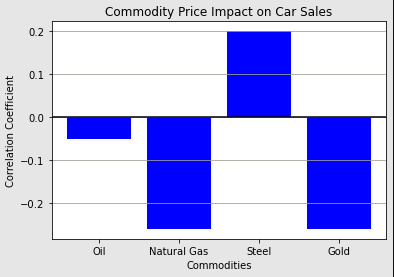 Commodity Price Impact on Car Sales
Correlation Coefficient
0.2
0.1
0.0
−0.1
−0.2
Oil Natural Gas Steel Gold
Commodities